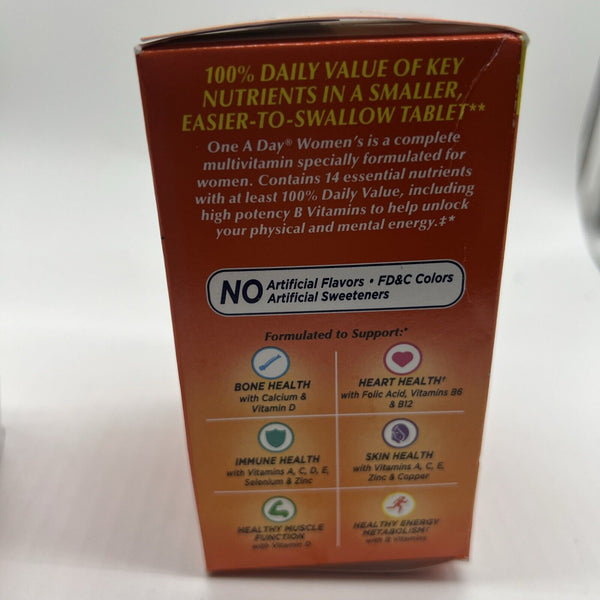 100% DAILY VALUE OF KEY
NUTRIENTS IN A SMALLER,
EASIER-TO-SWALLOW TABLET**
One A Day® Women's is a complete
multivitamin specially formulated for
women. Contains 14 essential nutrients
with at least 100% Daily Value, including
high potency B Vitamins to help unlock
your physical and mental energy.‡*
NO Artificial Flavors • FD&C Colors
Artificial Sweeteners
Formulated to Support:*
BONE HEALTH
with Calcium &
Vitamin D
HEART HEALTH†
with Folic Acid, Vitamins B6
& B12
IMMUNE HEALTH
with Vitamins A, C, D, E,
Selenium & Zinc
SKIN HEALTH
with Vitamins A, C, E,
Zinc & Copper
HEALTHY MUSCLE
FUNCTION
with Vitamin D
HEALTHY ENERGY
METABOLISM‡
with B Vitamins